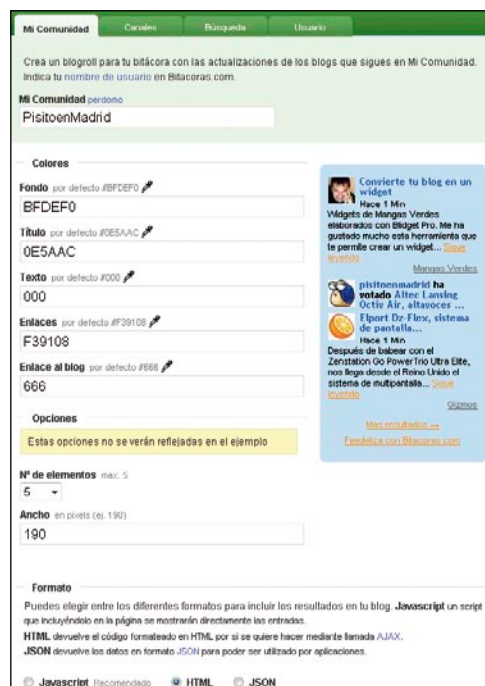 Mi Comunidad
Canales
Búsqueda
Usuario
Crea un blogroll para tu bitácora con las actualizaciones de los blogs que sigues en Mi Comunidad.
Indica tu nombre de usuario en Bitacoras.com.
Mi Comunidad perdomo
PisitoenMadrid
Colores
Fondo por defecto #BFDEF0
BFDEF0
Título por defecto #0E5AAC
0E5AAC
Texto por defecto #000
000
Enlaces por defecto #F39108
F39108
Enlace al blog por defecto #666
666
Opciones
Estas opciones no se verán reflejadas en el ejemplo
Nº de elementos max. 5
5
Ancho en pixels (ej. 190)
190
Convierte tu blog en un
widget
Hace 1 Min
Widgets de Mangas Verdes
elaborados con Blidget Pro. Me ha
gustado mucho esta herramienta que
te permite crear un widget... Sigue
leyendo
Mangas Verdes
pisitoenmadrid ha
votado Altec Lansing
Octiv Air, altavoces ...
Elport Dz-Flex, sistema
de pantalla...
Hace 1 Min
Después de babear con el
Zenstation Go PowerTrio Ultra Elite,
nos llega desde el Reino Unido el
sistema de multipantalla... Sigue
leyendo
Gizmos
Mas resultados →
Feedeliza con Bitacoras.com
Formato
Puedes elegir entre los diferentes formatos para incluir los resultados en tu blog. Javascript un script
que incluyéndolo en la página se mostrarán directamente las entradas.
HTML devuelve el código formateado en HTML por si se quiere hacer mediante llamada AJAX.
JSON devuelve los datos en formato JSON para poder ser utilizado por aplicaciones.
Javascript Recomendado HTML JSON